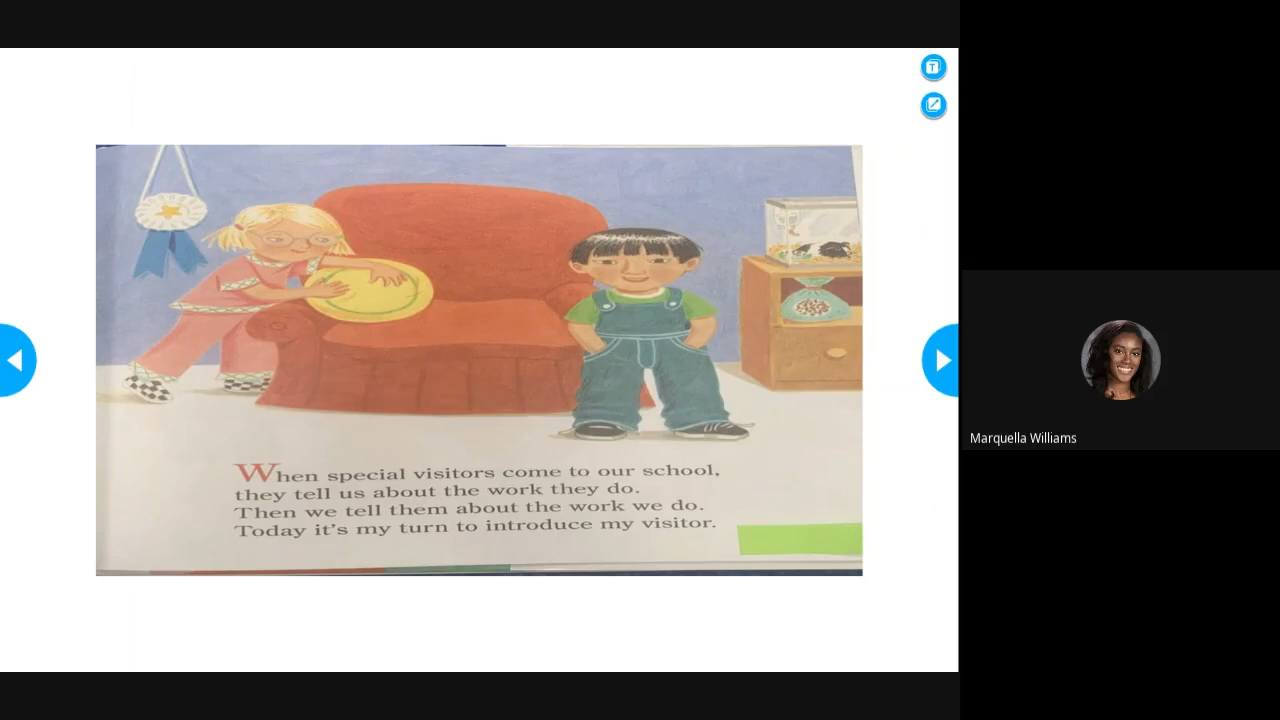 When special visitors come to our school,
they tell us about the work they do.
Then we tell them about the work we do.
Today it's my turn to introduce my visitor.
T
Marquella Williams